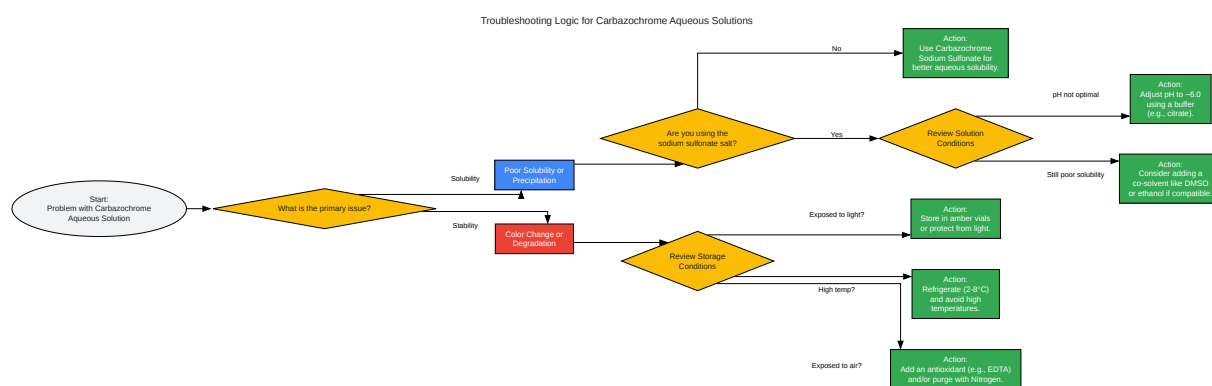 Troubleshooting Logic for Carbazochrome Aqueous Solutions
Start:
Problem with Carbazochrome
Aqueous Solution
What is the primary issue?
Solubility
Stability
Poor Solubility or
Precipitation
Color Change or
Degradation
Are you using the
sodium sulfonate salt?
No
Yes
Action:
Use Carbazochrome
Sodium Sulfonate for
better aqueous solubility.
Review Solution
Conditions
pH not optimal
Action:
Adjust pH to ~6.0
using a buffer
(e.g., citrate).
Still poor solubility
Action:
Consider adding a
co-solvent like DMSO
or ethanol if compatible.
Review Storage
Conditions
Exposed to light?
Action:
Store in amber vials
or protect from light.
High temp?
Action:
Refrigerate (2-8°C)
and avoid high
temperatures.
Exposed to air?
Action:
Add an antioxidant (e.g., EDTA)
and/or purge with Nitrogen.